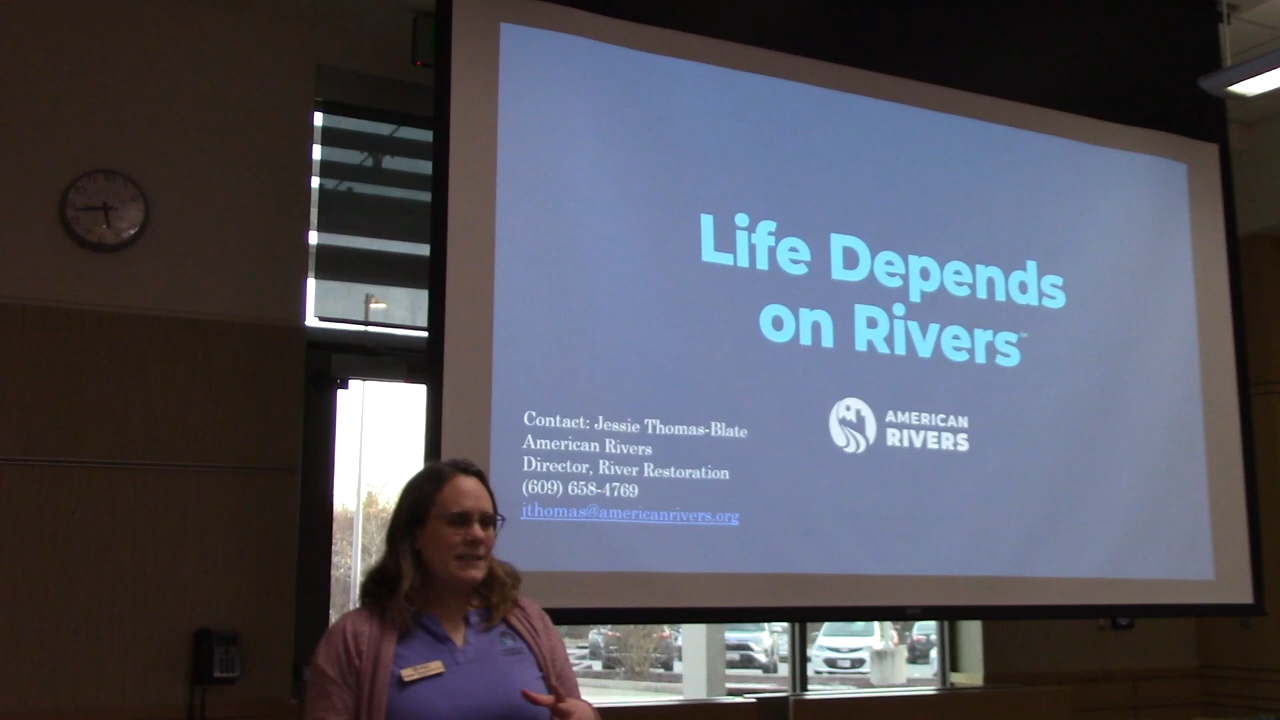 Life Depends
on Rivers
AMERICAN
RIVERS
Contact: Jessie Thomas-Blate
American Rivers
Director, River Restoration
(609) 658-4769
jthomas@americanrivers.org